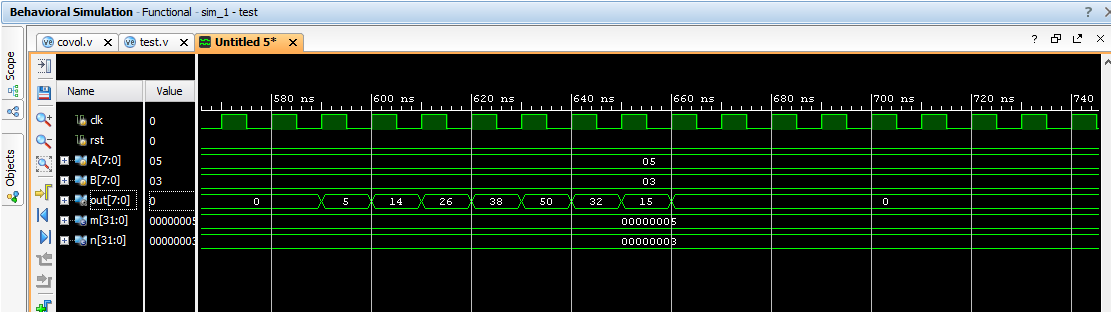 Behavioral Simulation - Functional - sim_1 - test ? ×
Scope
Objects
covol.v × test.v × Untitled 5* × ?
Name Value
580 ns 600 ns 620 ns 640 ns 660 ns 680 ns 700 ns 720 ns 740
clk 0
rst 0
A[7:0] 05 05
B[7:0] 03 03
out[7:0] 0 0 5 14 26 38 50 32 15 0
m[31:0] 00000005 00000005
n[31:0] 00000003 00000003